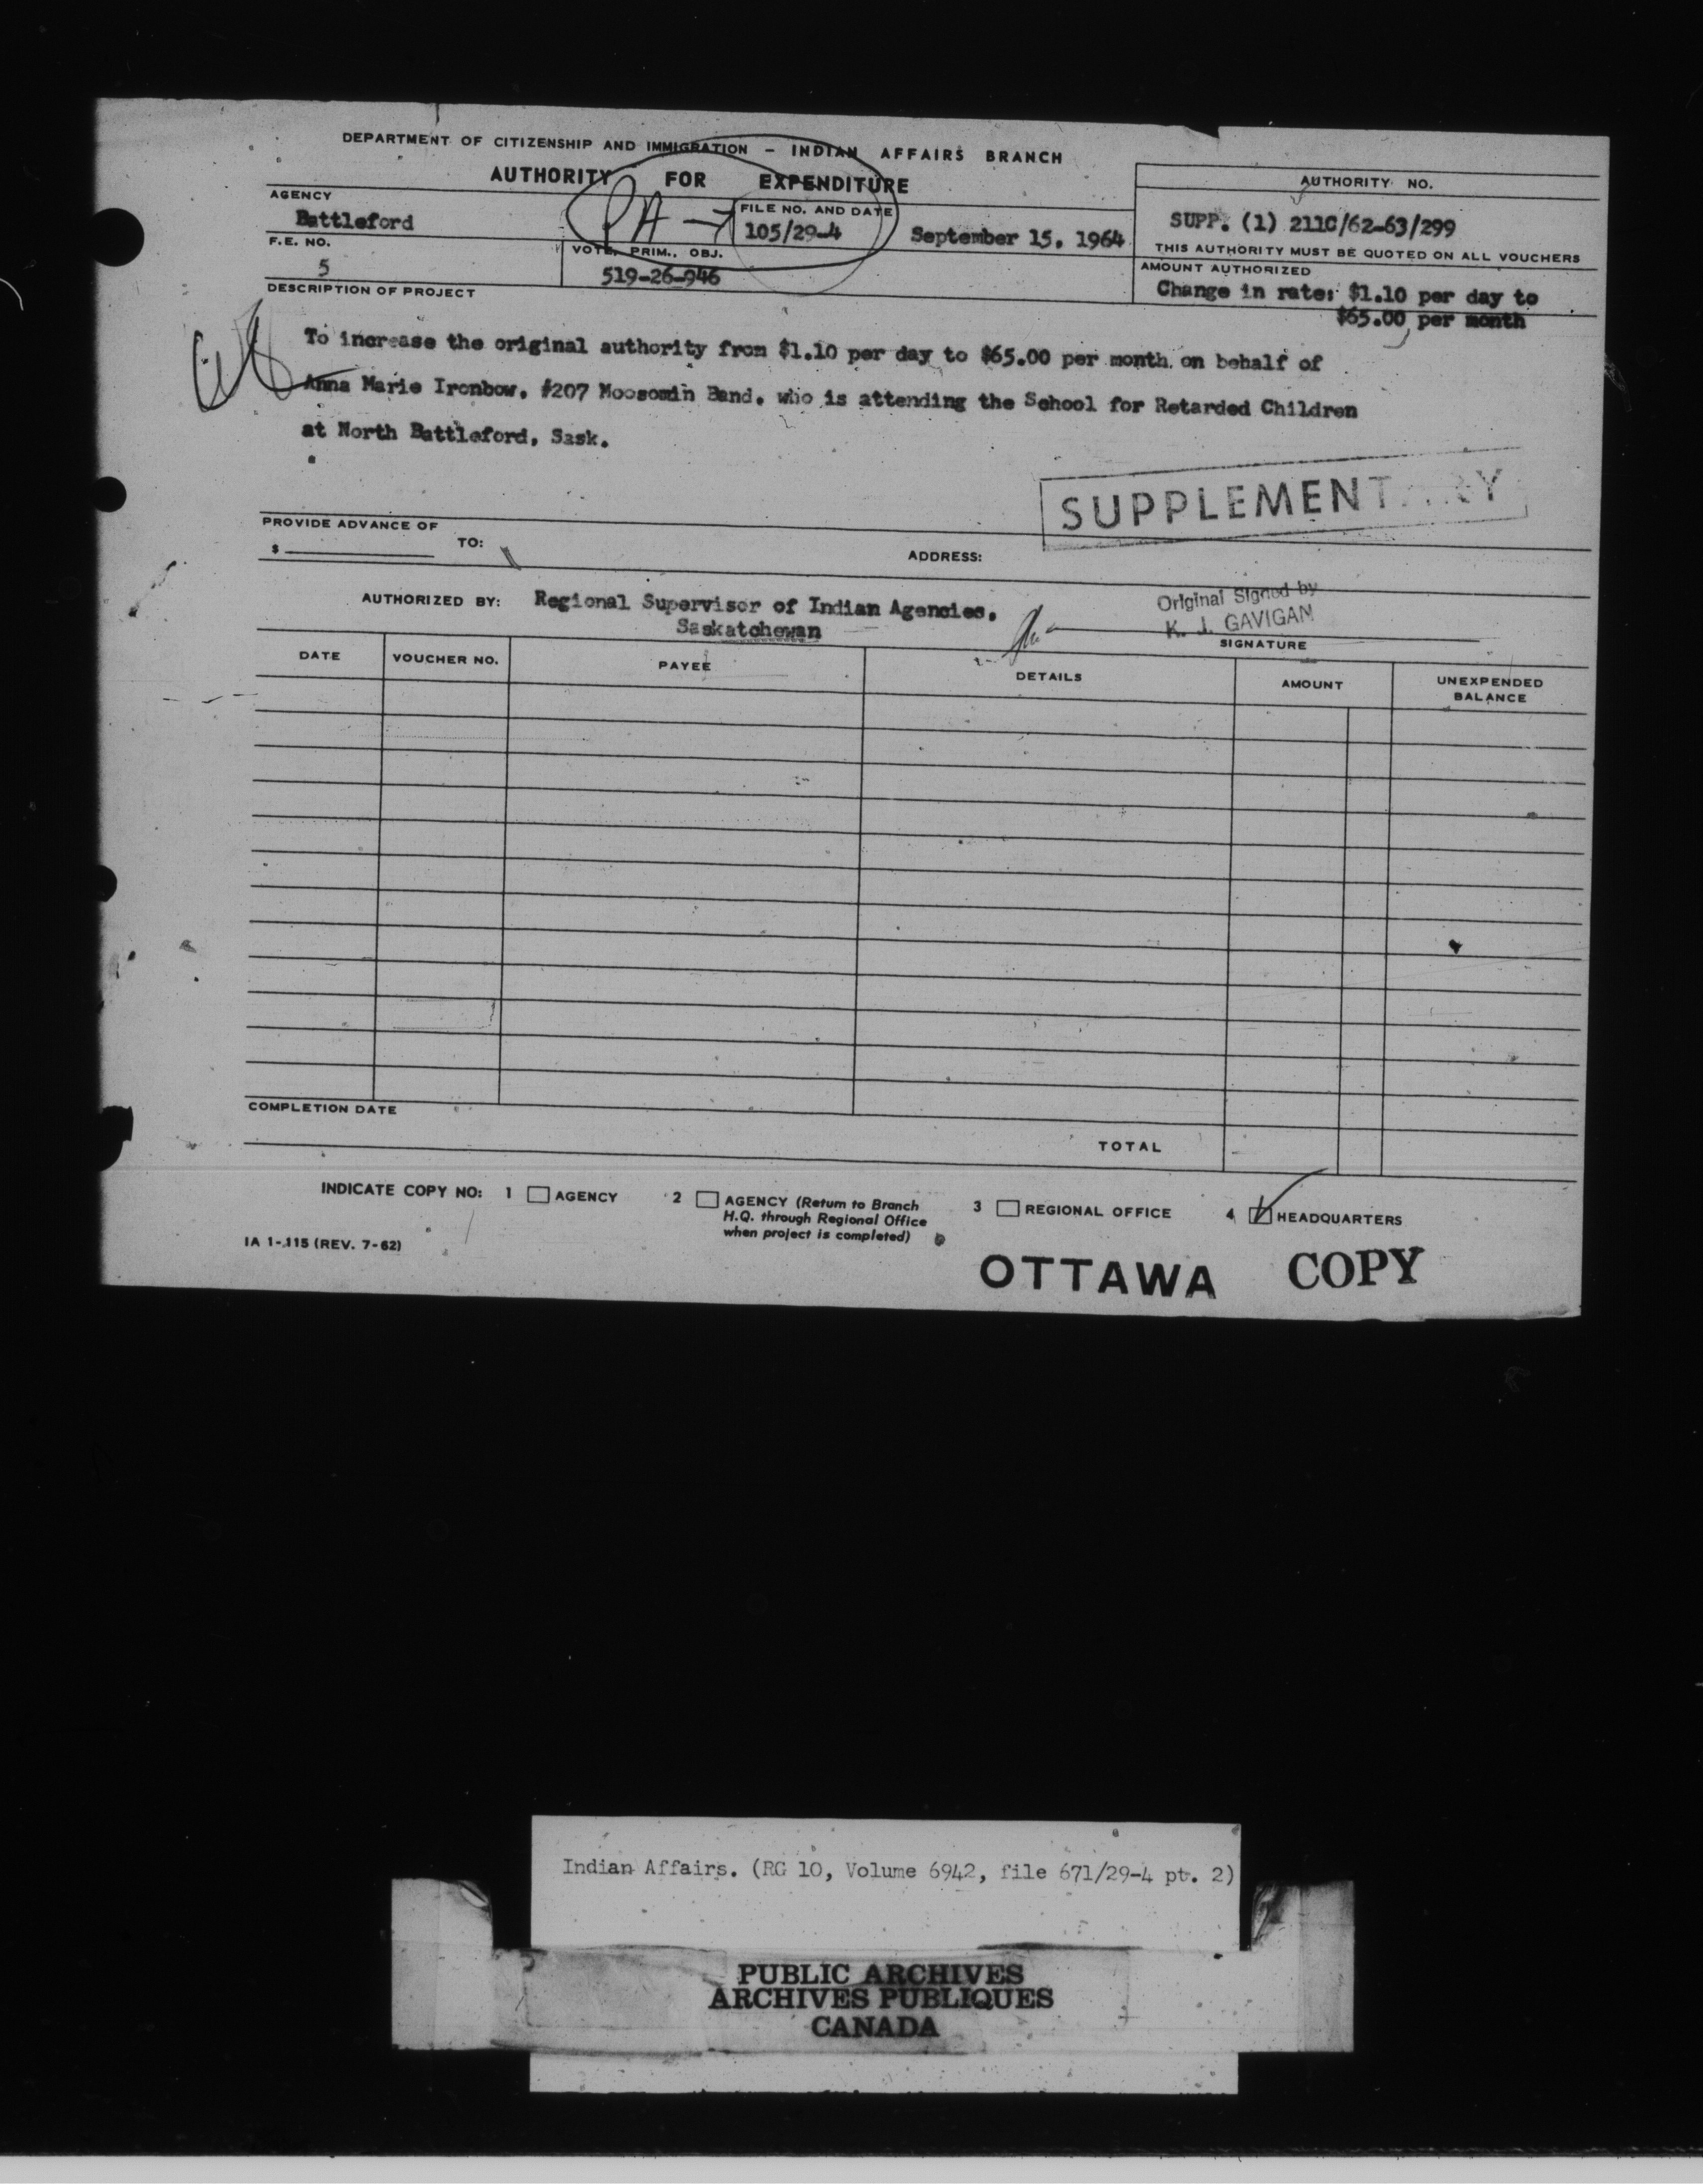 DEPARTMENT OF CITIZENSHIP AND IMMIGRATION - INDIAN AFFAIRS BRANCH
AUTHORITY FOR EXPENDITURE
AUTHORITY NO.
SUPP. (1) 211C/62-63/299
THIS AUTHORITY MUST BE QUOTED ON ALL VOUCHERS
AGENCY
Battleford
PA
FILE NO. AND DATE
105/29-4
September 15, 1964
F.E. NO.
5
VOTE, PRIM., OBJ.
519-26-946
AMOUNT AUTHORIZED
Change in rate: $1.10 per day to
$65.00 per month
DESCRIPTION OF PROJECT
To increase the original authority from $1.10 per day to $65.00 per month on behalf of
Anna Marie Ironbow, #207 Moosomin Band, who is attending the School for Retarded Children
at North Battleford, Sask.
SUPPLEMENTARY
PROVIDE ADVANCE OF
$ TO:
ADDRESS:
AUTHORIZED BY: Regional Supervisor of Indian Agencies,
Saskatchewan
Original Signed by
K. J. GAVIGAN
SIGNATURE
DATE VOUCHER NO. PAYEE DETAILS AMOUNT UNEXPENDED
BALANCE
COMPLETION DATE
TOTAL
INDICATE COPY NO: 1 AGENCY 2 AGENCY (Return to Branch
H.Q. through Regional Office
when project is completed)
3 REGIONAL OFFICE 4 HEADQUARTERS
IA 1-115 (REV. 7-62)
OTTAWA COPY
Indian Affairs. (RG 10, Volume 6942, file 671/29-4 pt. 2)
PUBLIC ARCHIVES
ARCHIVES PUBLIQUES
CANADA